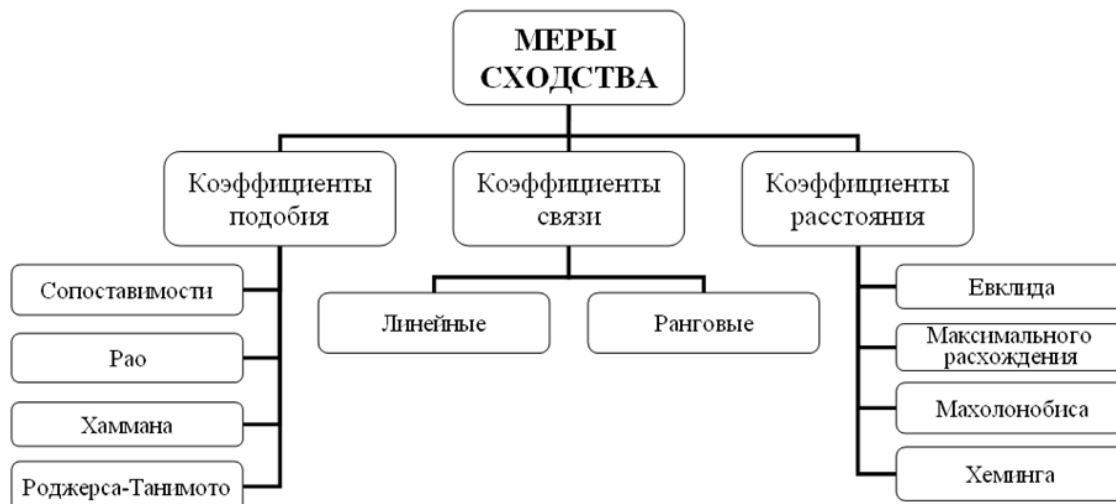 МЕРЫ
СХОДСТВА
Коэффициенты
подобия
Коэффициенты
связи
Коэффициенты
расстояния
Сопоставимости
Рао
Хаммана
Роджерса-Танимото
Линейные
Ранговые
Евклида
Максимального
расхождения
Махолонобиса
Хеминга